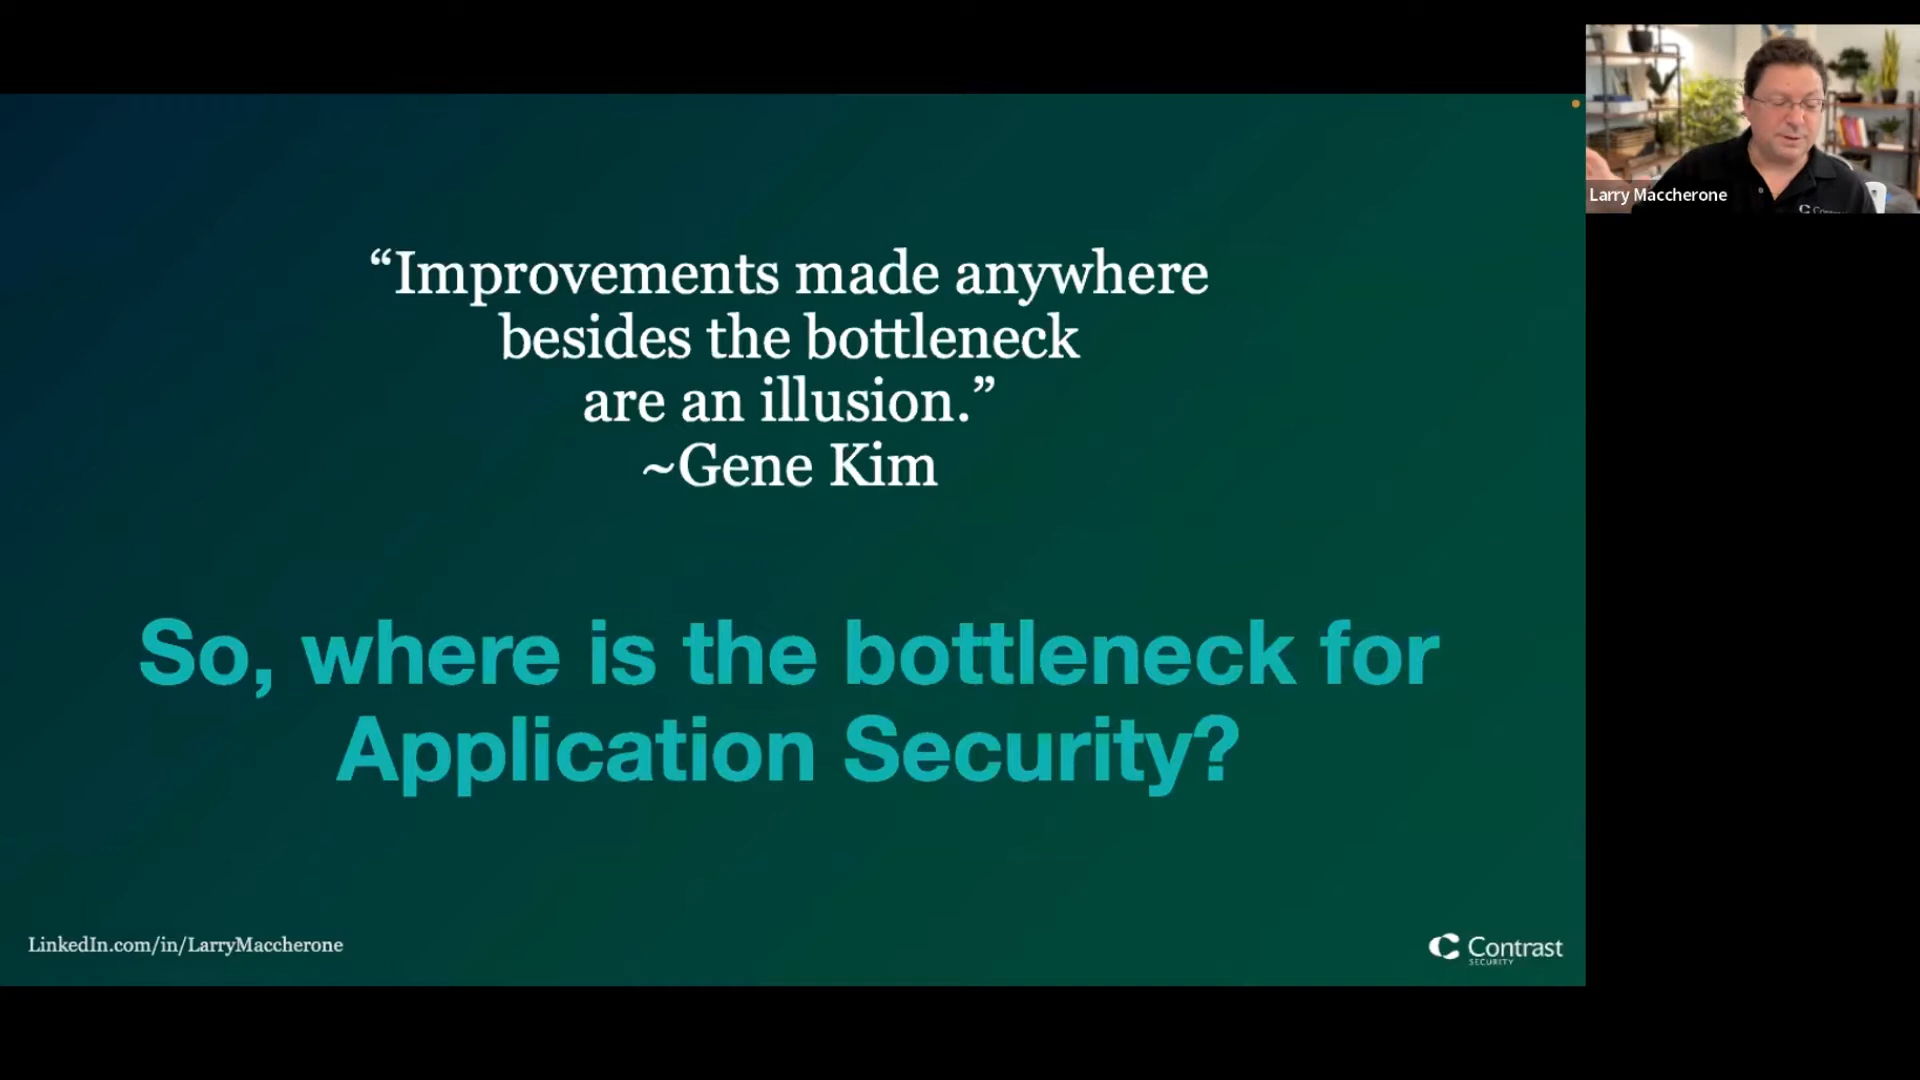 “Improvements made anywhere
besides the bottleneck
are an illusion.”
~Gene Kim
So, where is the bottleneck for
Application Security?
LinkedIn.com/in/LarryMaccherone
Contrast
SECURITY
Larry Maccherone